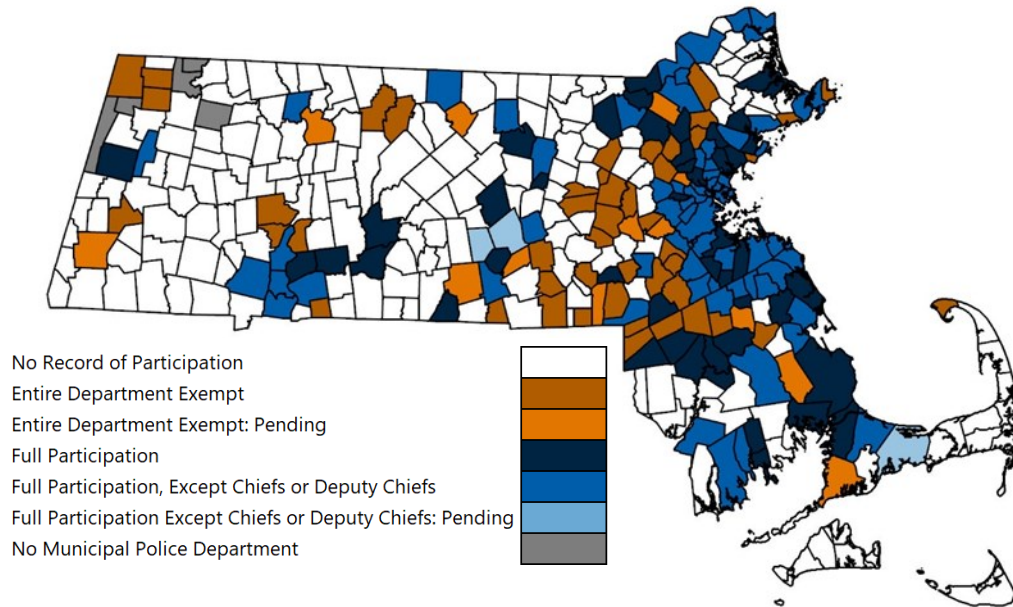 No Record of Participation
Entire Department Exempt
Entire Department Exempt: Pending
Full Participation
Full Participation, Except Chiefs or Deputy Chiefs
Full Participation Except Chiefs or Deputy Chiefs: Pending
No Municipal Police Department